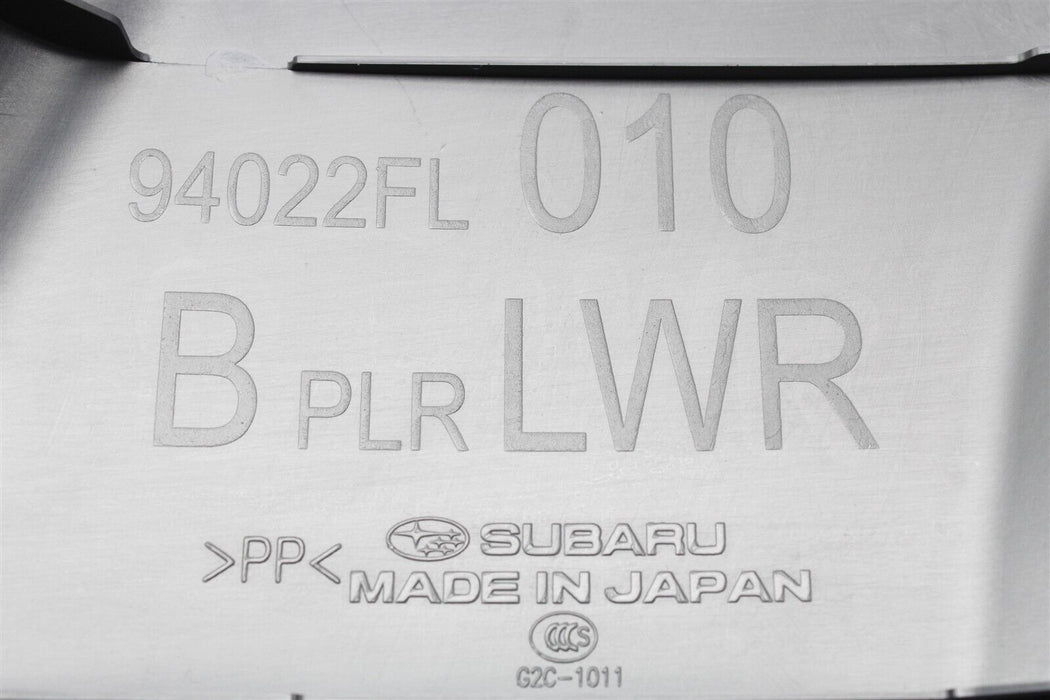 94022FL 010
B PLR LWR
>PP< SUBARU
MADE IN JAPAN
CCCS
G2C-1011